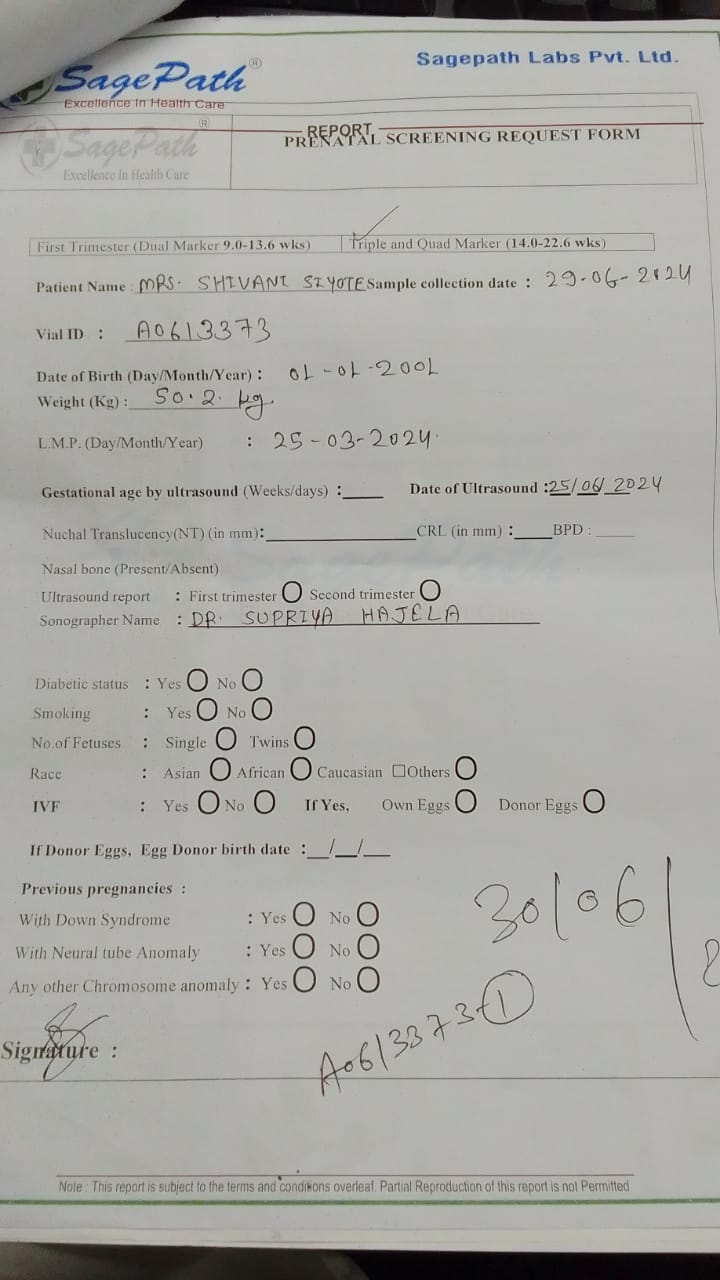 Sagepath Labs Pvt. Ltd.
SagePath®
Excellence In Health Care
REPORT
SagePath®
Excellence In Health Care
PRENATAL SCREENING REQUEST FORM
First Trimester (Dual Marker 9.0-13.6 wks) Triple and Quad Marker (14.0-22.6 wks)
Patient Name : MRS. SHIVANI SIYOTE Sample collection date : 29-06-2024
Vial ID : A0613373
Date of Birth (Day/Month/Year) : 01-01-2001
Weight (Kg) : 50.2. kg
L.M.P. (Day/Month/Year) : 25-03-2024.
Gestational age by ultrasound (Weeks/days) :____ Date of Ultrasound :25/06/2024
Nuchal Translucency(NT) (in mm):____ CRL (in mm) :____BPD :____
Nasal bone (Present/Absent)
Ultrasound report : First trimester Second trimester
Sonographer Name : DR. SUPRIYA HAJELA
Diabetic status : Yes No
Smoking : Yes No
No.of Fetuses : Single Twins
Race : Asian African Caucasian Others
IVF : Yes No If Yes, Own Eggs Donor Eggs
If Donor Eggs, Egg Donor birth date :__/__/__
Previous pregnancies :
With Down Syndrome : Yes No
With Neural tube Anomaly : Yes No
Any other Chromosome anomaly : Yes No
30/06/2
A0613373-1
Signature :
Note : This report is subject to the terms and conditions overleaf. Partial Reproduction of this report is not Permitted